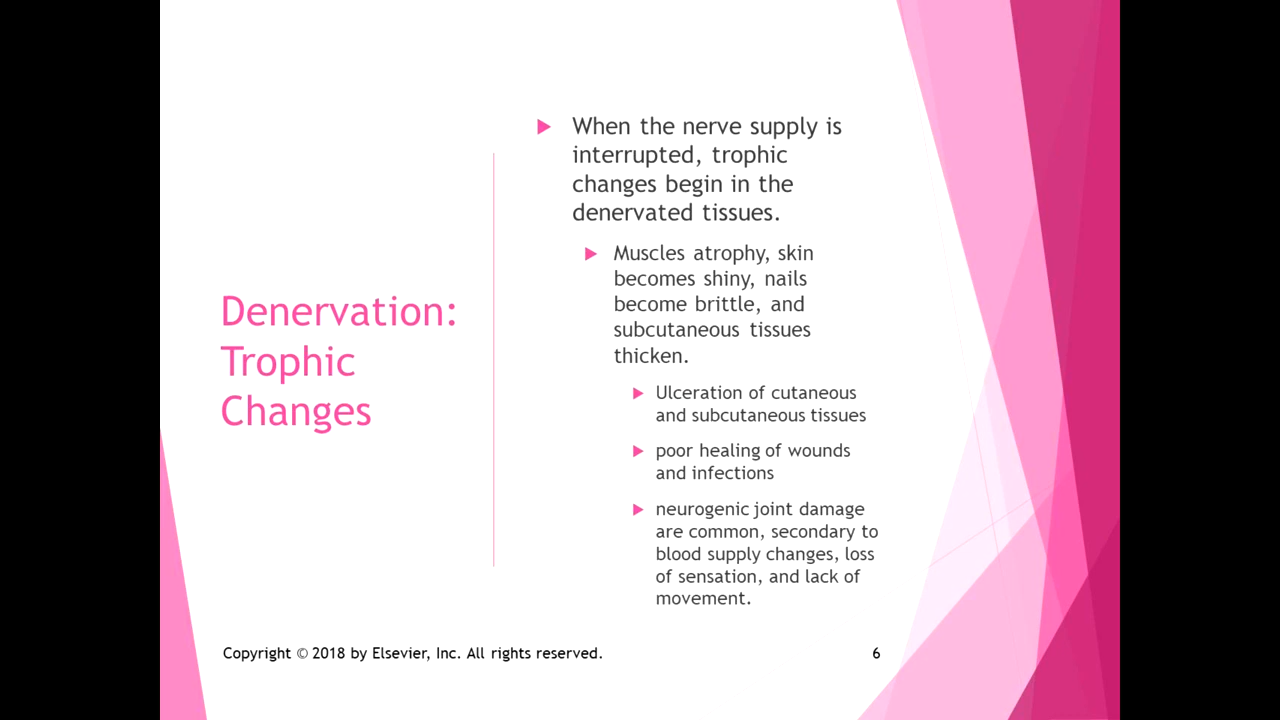 Denervation:
Trophic
Changes
When the nerve supply is
interrupted, trophic
changes begin in the
denervated tissues.
Muscles atrophy, skin
becomes shiny, nails
become brittle, and
subcutaneous tissues
thicken.
Ulceration of cutaneous
and subcutaneous tissues
poor healing of wounds
and infections
neurogenic joint damage
are common, secondary to
blood supply changes, loss
of sensation, and lack of
movement.
Copyright © 2018 by Elsevier, Inc. All rights reserved.
6